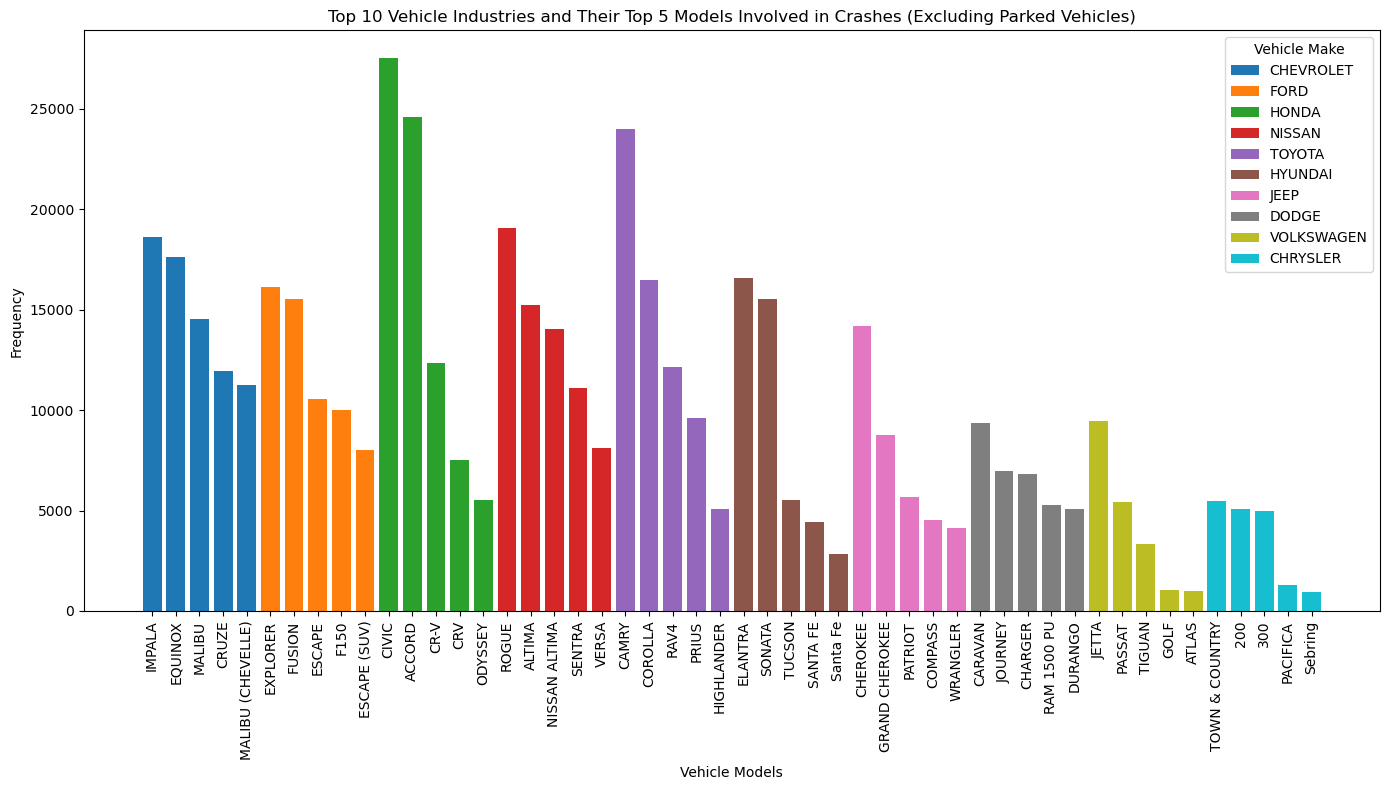 Top 10 Vehicle Industries and Their Top 5 Models Involved in Crashes (Excluding Parked Vehicles)
Vehicle Make
CHEVROLET
FORD
HONDA
NISSAN
TOYOTA
HYUNDAI
JEEP
DODGE
VOLKSWAGEN
CHRYSLER
Frequency
25000
20000
15000
10000
5000
0
IMPALA
EQUINOX
MALIBU
CRUZE
MALIBU (CHEVELLE)
EXPLORER
FUSION
ESCAPE
F150
ESCAPE (SUV)
CIVIC
ACCORD
CR-V
CRV
ODYSSEY
ROGUE
ALTIMA
NISSAN ALTIMA
SENTRA
VERSA
CAMRY
COROLLA
RAV4
PRIUS
HIGHLANDER
ELANTRA
SONATA
TUCSON
SANTA FE
Santa Fe
CHEROKEE
GRAND CHEROKEE
PATRIOT
COMPASS
WRANGLER
CARAVAN
JOURNEY
CHARGER
RAM 1500 PU
DURANGO
JETTA
PASSAT
TIGUAN
GOLF
ATLAS
TOWN & COUNTRY
200
300
PACIFICA
Sebring
Vehicle Models